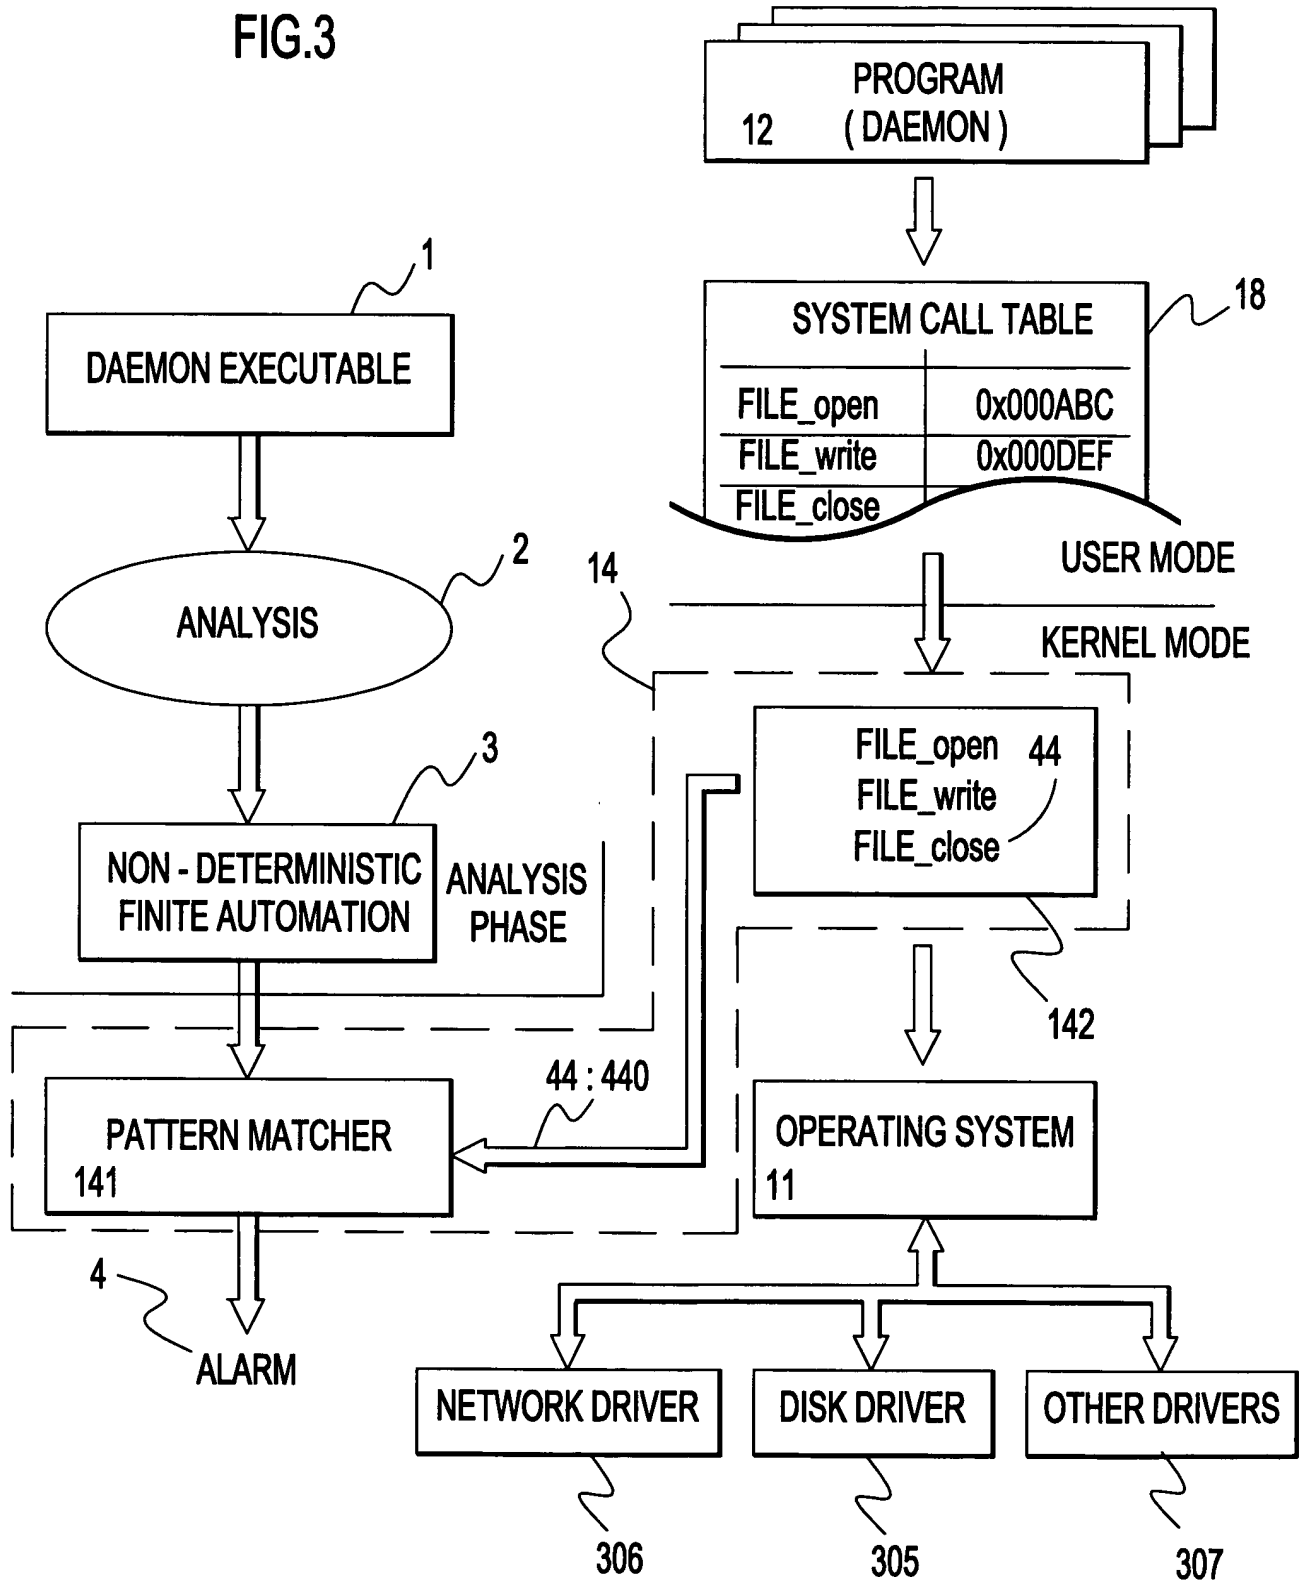 FIG.3
PROGRAM
( DAEMON )
12
1
DAEMON EXECUTABLE
18
SYSTEM CALL TABLE
FILE_open 0x000ABC
FILE_write 0x000DEF
FILE_close
2
ANALYSIS
14
USER MODE
KERNEL MODE
3
NON - DETERMINISTIC
FINITE AUTOMATION
ANALYSIS
PHASE
FILE_open
44
FILE_write
FILE_close
142
44 : 440
PATTERN MATCHER
141
OPERATING SYSTEM
11
4
ALARM
NETWORK DRIVER
DISK DRIVER
OTHER DRIVERS
306
305
307